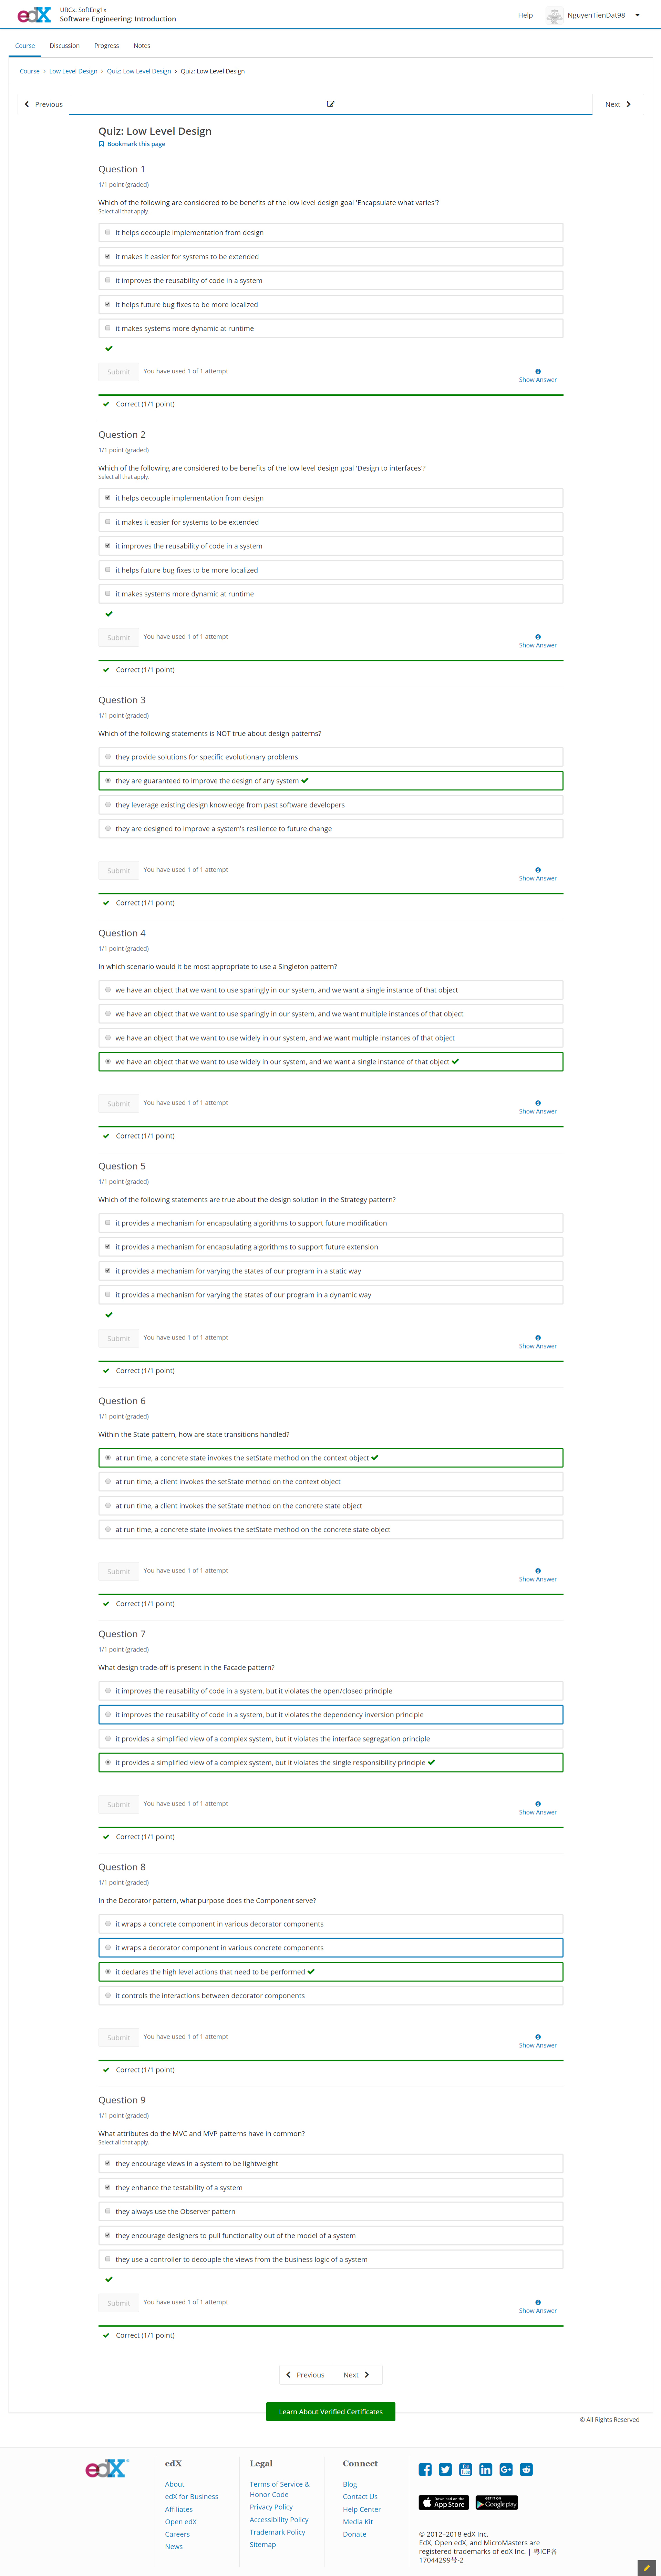 edX
UBCx: SoftEng1x
Software Engineering: Introduction
Help
NguyenTienDat98
Course Discussion Progress Notes
Course > Low Level Design > Quiz: Low Level Design > Quiz: Low Level Design
Previous
Next
Quiz: Low Level Design
Bookmark this page
Question 1
1/1 point (graded)
Which of the following are considered to be benefits of the low level design goal 'Encapsulate what varies'?
Select all that apply.
it helps decouple implementation from design
it makes it easier for systems to be extended
it improves the reusability of code in a system
it helps future bug fixes to be more localized
it makes systems more dynamic at runtime
Submit
You have used 1 of 1 attempt
Show Answer
Correct (1/1 point)
Question 2
1/1 point (graded)
Which of the following are considered to be benefits of the low level design goal 'Design to interfaces'?
Select all that apply.
it helps decouple implementation from design
it makes it easier for systems to be extended
it improves the reusability of code in a system
it helps future bug fixes to be more localized
it makes systems more dynamic at runtime
Submit
You have used 1 of 1 attempt
Show Answer
Correct (1/1 point)
Question 3
1/1 point (graded)
Which of the following statements is NOT true about design patterns?
they provide solutions for specific evolutionary problems
they are guaranteed to improve the design of any system
they leverage existing design knowledge from past software developers
they are designed to improve a system's resilience to future change
Submit
You have used 1 of 1 attempt
Show Answer
Correct (1/1 point)
Question 4
1/1 point (graded)
In which scenario would it be most appropriate to use a Singleton pattern?
we have an object that we want to use sparingly in our system, and we want a single instance of that object
we have an object that we want to use sparingly in our system, and we want multiple instances of that object
we have an object that we want to use widely in our system, and we want multiple instances of that object
we have an object that we want to use widely in our system, and we want a single instance of that object
Submit
You have used 1 of 1 attempt
Show Answer
Correct (1/1 point)
Question 5
1/1 point (graded)
Which of the following statements are true about the design solution in the Strategy pattern?
it provides a mechanism for encapsulating algorithms to support future modification
it provides a mechanism for encapsulating algorithms to support future extension
it provides a mechanism for varying the states of our program in a static way
it provides a mechanism for varying the states of our program in a dynamic way
Submit
You have used 1 of 1 attempt
Show Answer
Correct (1/1 point)
Question 6
1/1 point (graded)
Within the State pattern, how are state transitions handled?
at run time, a concrete state invokes the setState method on the context object
at run time, a client invokes the setState method on the context object
at run time, a client invokes the setState method on the concrete state object
at run time, a concrete state invokes the setState method on the concrete state object
Submit
You have used 1 of 1 attempt
Show Answer
Correct (1/1 point)
Question 7
1/1 point (graded)
What design trade-off is present in the Facade pattern?
it improves the reusability of code in a system, but it violates the open/closed principle
it improves the reusability of code in a system, but it violates the dependency inversion principle
it provides a simplified view of a complex system, but it violates the interface segregation principle
it provides a simplified view of a complex system, but it violates the single responsibility principle
Submit
You have used 1 of 1 attempt
Show Answer
Correct (1/1 point)
Question 8
1/1 point (graded)
In the Decorator pattern, what purpose does the Component serve?
it wraps a concrete component in various decorator components
it wraps a decorator component in various concrete components
it declares the high level actions that need to be performed
it controls the interactions between decorator components
Submit
You have used 1 of 1 attempt
Show Answer
Correct (1/1 point)
Question 9
1/1 point (graded)
What attributes do the MVC and MVP patterns have in common?
Select all that apply.
they encourage views in a system to be lightweight
they enhance the testability of a system
they always use the Observer pattern
they encourage designers to pull functionality out of the model of a system
they use a controller to decouple the views from the business logic of a system
Submit
You have used 1 of 1 attempt
Show Answer
Correct (1/1 point)
Previous
Next
Learn About Verified Certificates
© All Rights Reserved
edX
edX
About
edX for Business
Affiliates
Open edX
Careers
News
Legal
Terms of Service &
Honor Code
Privacy Policy
Accessibility Policy
Trademark Policy
Sitemap
Connect
Blog
Contact Us
Help Center
Media Kit
Donate
Download on the
App Store
GET IT ON
Google play
© 2012–2018 edX Inc.
EdX, Open edX, and MicroMasters are
registered trademarks of edX Inc. | 粤ICP备
17044299号-2